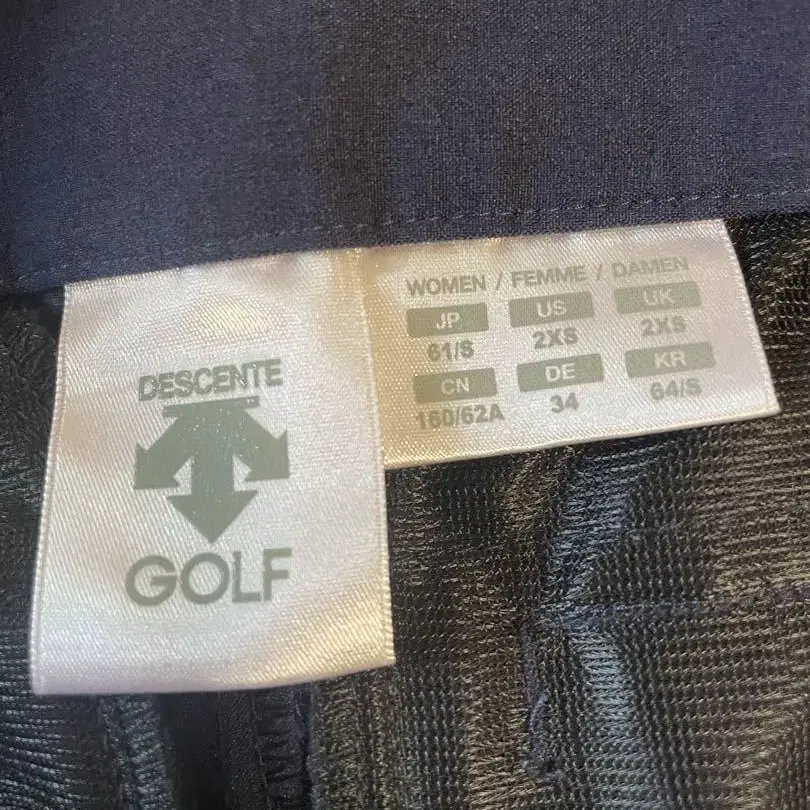 DESCENTE
GOLF
WOMEN / FEMME / DAMEN
JP US UK
61/S 2XS 2XS
CN DE KR
160/62A 34 64/S